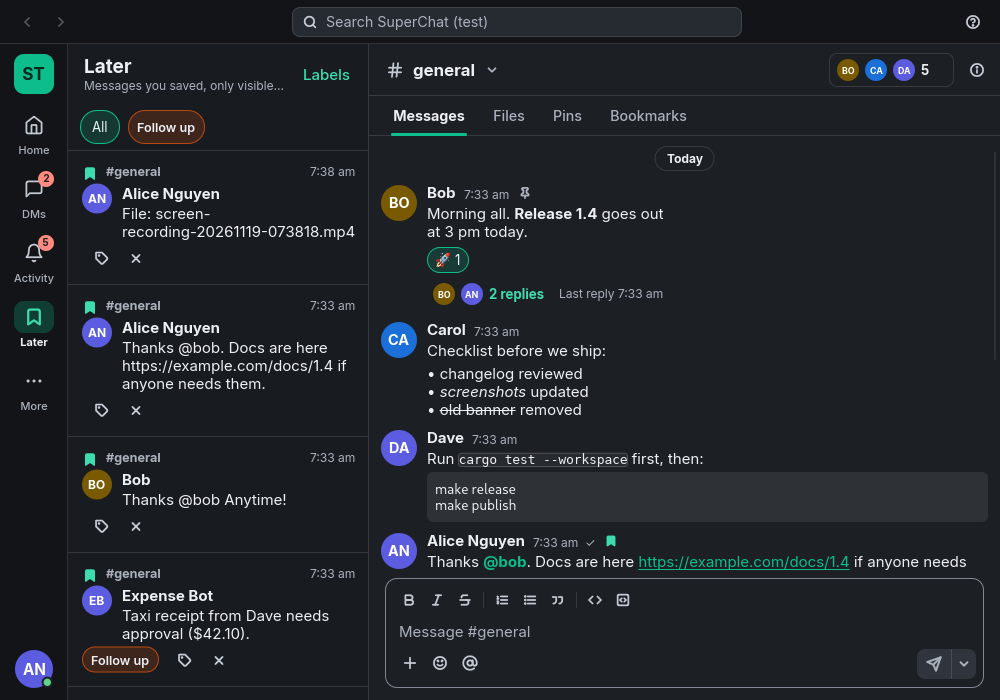 Search SuperChat (test)
ST
Home
2
DMs
5
Activity
Later
More
AN
Later
Messages you saved, only visible...
Labels
All
Follow up
#general
7:38 am
AN
Alice Nguyen
File: screen-
recording-20261119-073818.mp4
#general
7:33 am
AN
Alice Nguyen
Thanks @bob. Docs are here
https://example.com/docs/1.4 if
anyone needs them.
#general
7:33 am
BO
Bob
Thanks @bob Anytime!
#general
7:33 am
EB
Expense Bot
Taxi receipt from Dave needs
approval ($42.10).
Follow up
# general
BO CA DA 5
Messages Files Pins Bookmarks
Today
BO
Bob 7:33 am
Morning all. Release 1.4 goes out
at 3 pm today.
🚀 1
BO AN 2 replies Last reply 7:33 am
CA
Carol 7:33 am
Checklist before we ship:
• changelog reviewed
• screenshots updated
• old banner removed
DA
Dave 7:33 am
Run cargo test --workspace first, then:
make release
make publish
AN
Alice Nguyen 7:33 am ✓
Thanks @bob. Docs are here https://example.com/docs/1.4 if anyone needs
Message #general